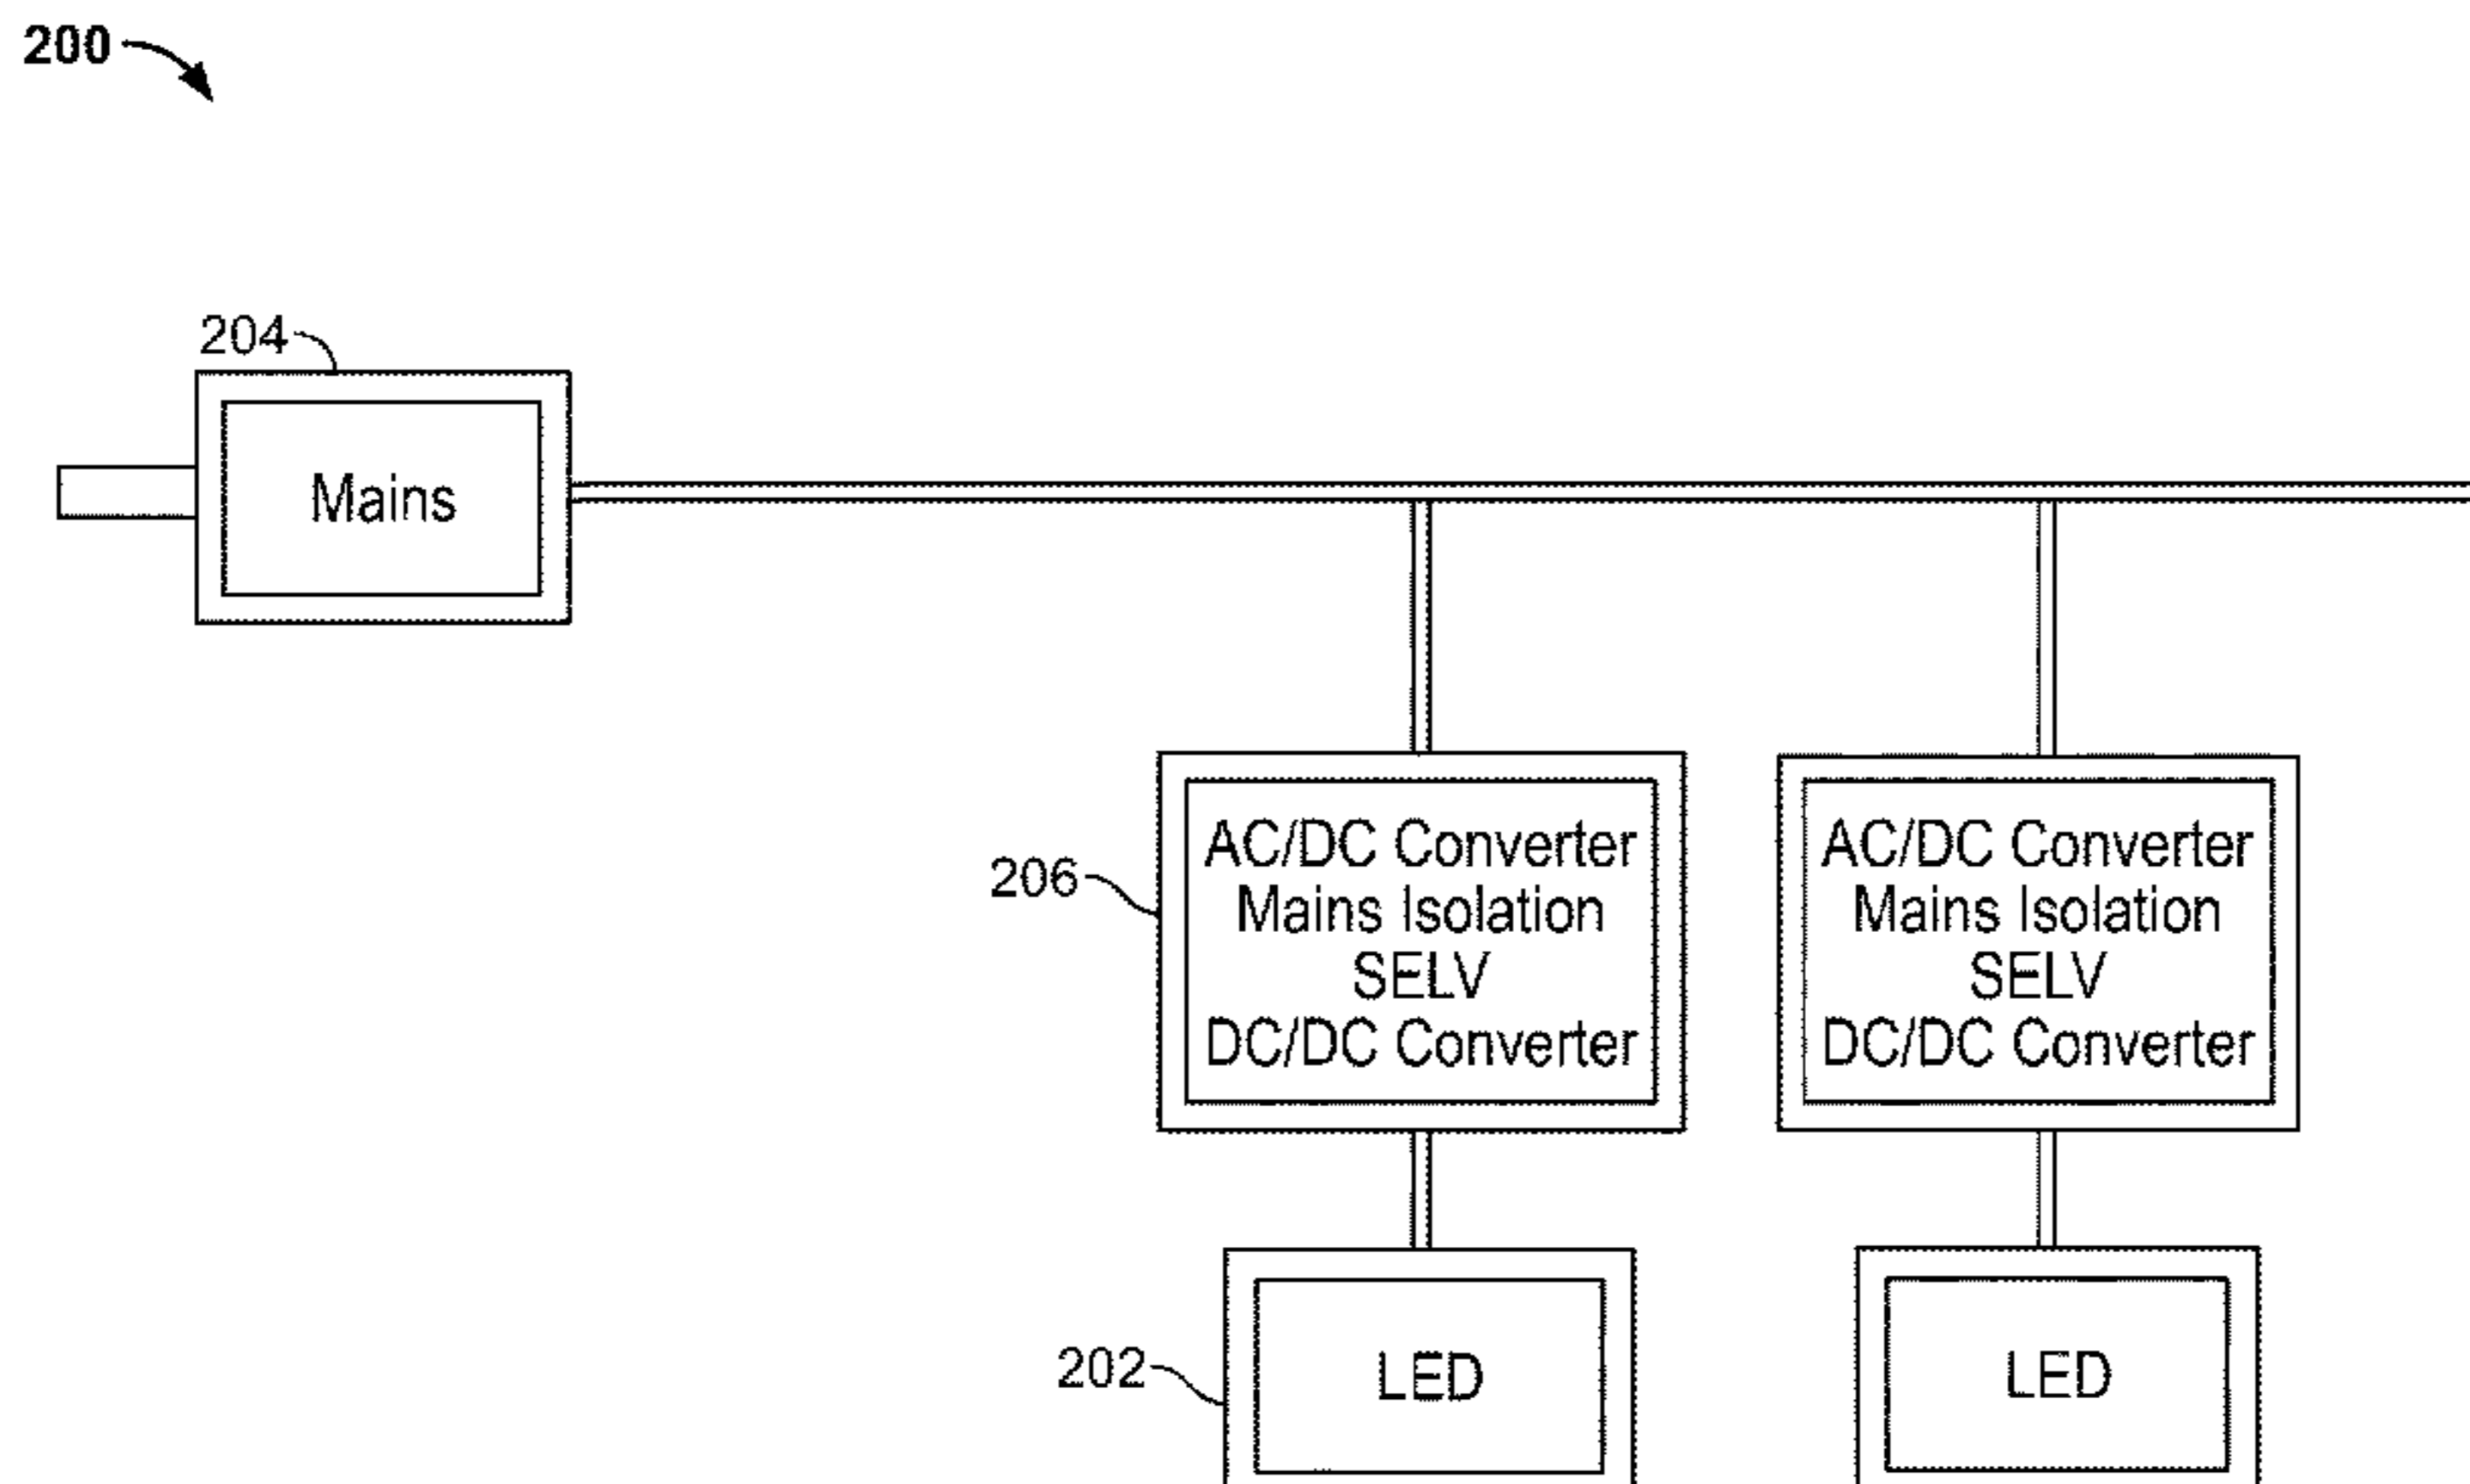 200
204
Mains
206
AC/DC Converter
Mains Isolation
SELV
DC/DC Converter
AC/DC Converter
Mains Isolation
SELV
DC/DC Converter
202
LED
LED